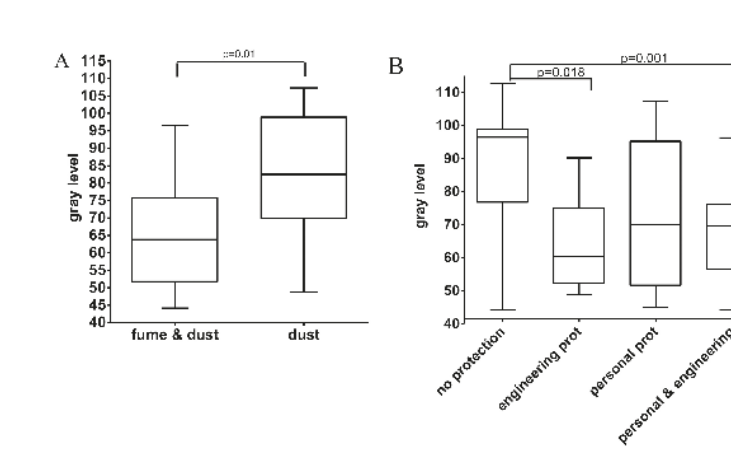 A
B
p=0.01
115
110
105
100
95
90
85
80
75
70
65
60
55
50
45
40
gray level
fume & dust
dust
p=0.001
p=0.018
110
100
90
80
70
60
50
40
gray level
no protection
engineering prot
personal prot
personal & engineering